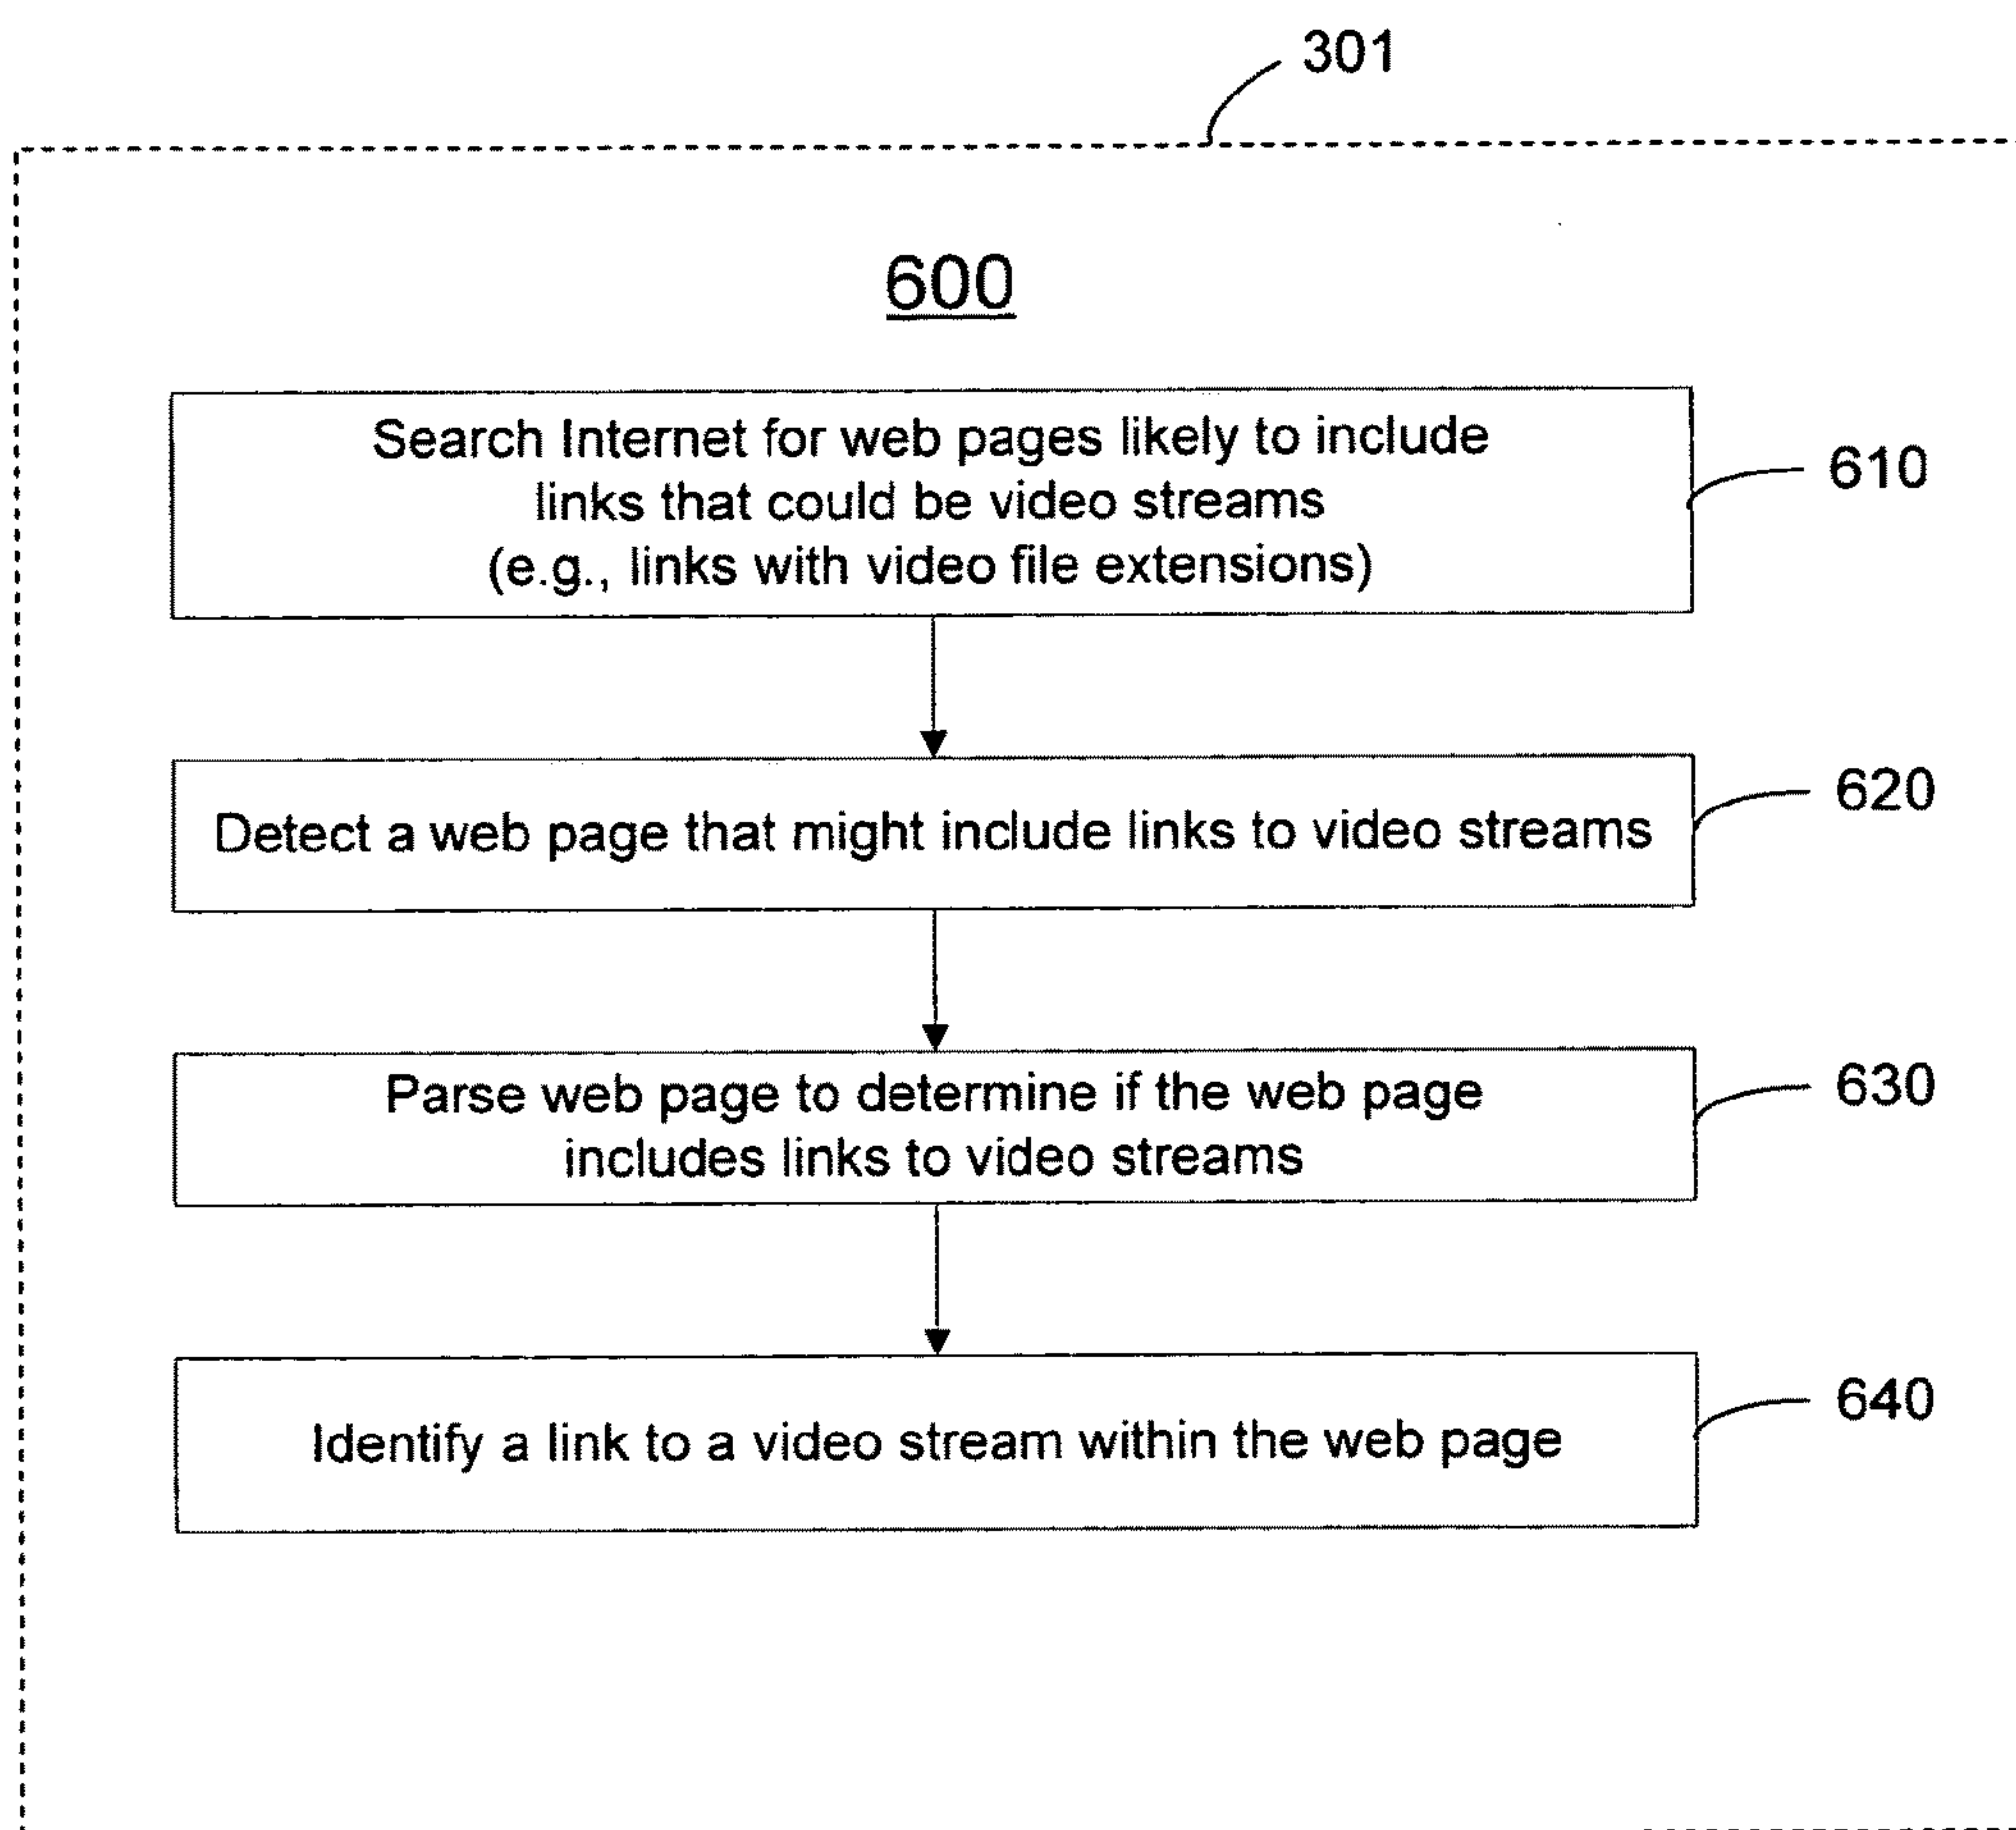 301
600
Search Internet for web pages likely to include
links that could be video streams
(e.g., links with video file extensions)
610
Detect a web page that might include links to video streams
620
Parse web page to determine if the web page
includes links to video streams
630
Identify a link to a video stream within the web page
640